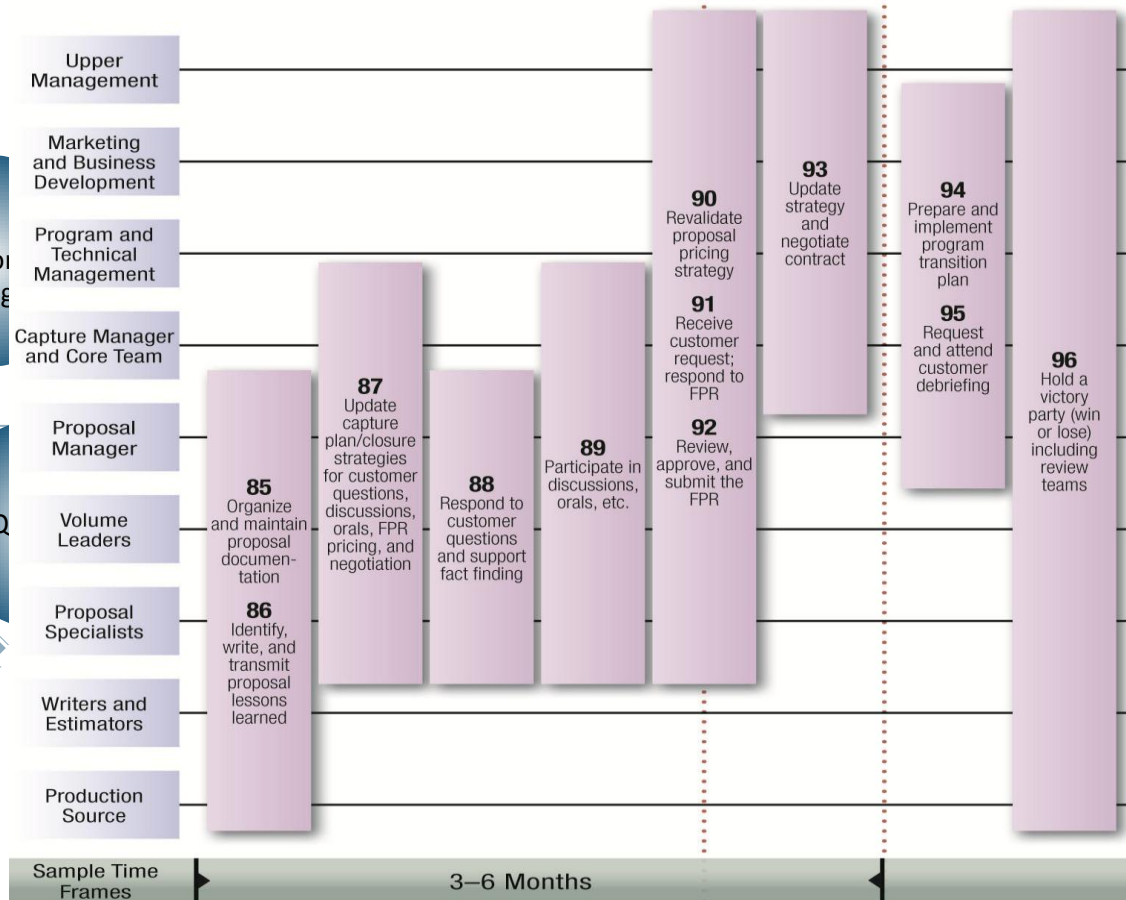 Upper
Management
Marketing
and Business
Development
Program and
Technical
Management
Capture Manager
and Core Team
Proposal
Manager
Volume
Leaders
Proposal
Specialists
Writers and
Estimators
Production
Source
85
Organize
and maintain
proposal
documen-
tation
86
Identify,
write, and
transmit
proposal
lessons
learned
87
Update
capture
plan/closure
strategies
for customer
questions,
discussions,
orals, FPR
pricing, and
negotiation
88
Respond to
customer
questions
and support
fact finding
89
Participate in
discussions,
orals, etc.
90
Revalidate
proposal
pricing
strategy
91
Receive
customer
request;
respond to
FPR
92
Review,
approve, and
submit the
FPR
93
Update
strategy
and
negotiate
contract
94
Prepare and
implement
program
transition
plan
95
Request
and attend
customer
debriefing
96
Hold a
victory
party (win
or lose)
including
review
teams
Sample Time
Frames
3–6 Months